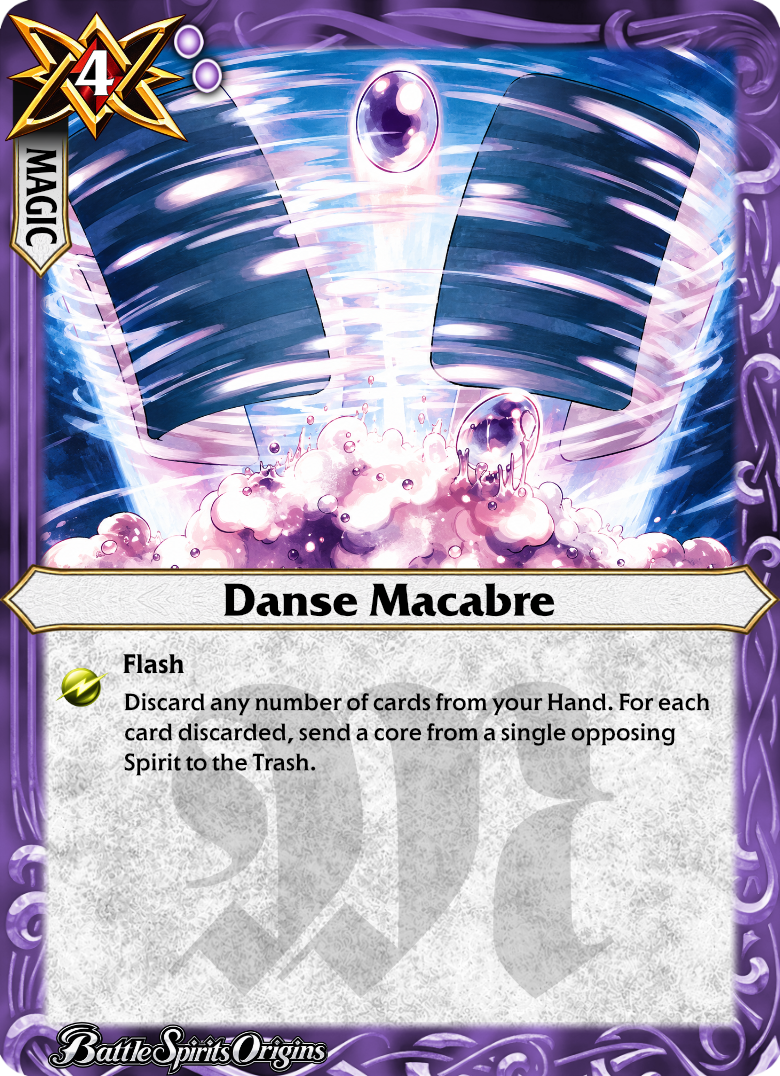 4
MAGIC
Danse Macabre
Flash
Discard any number of cards from your Hand. For each
card discarded, send a core from a single opposing
Spirit to the Trash.
Battle Spirits Origins